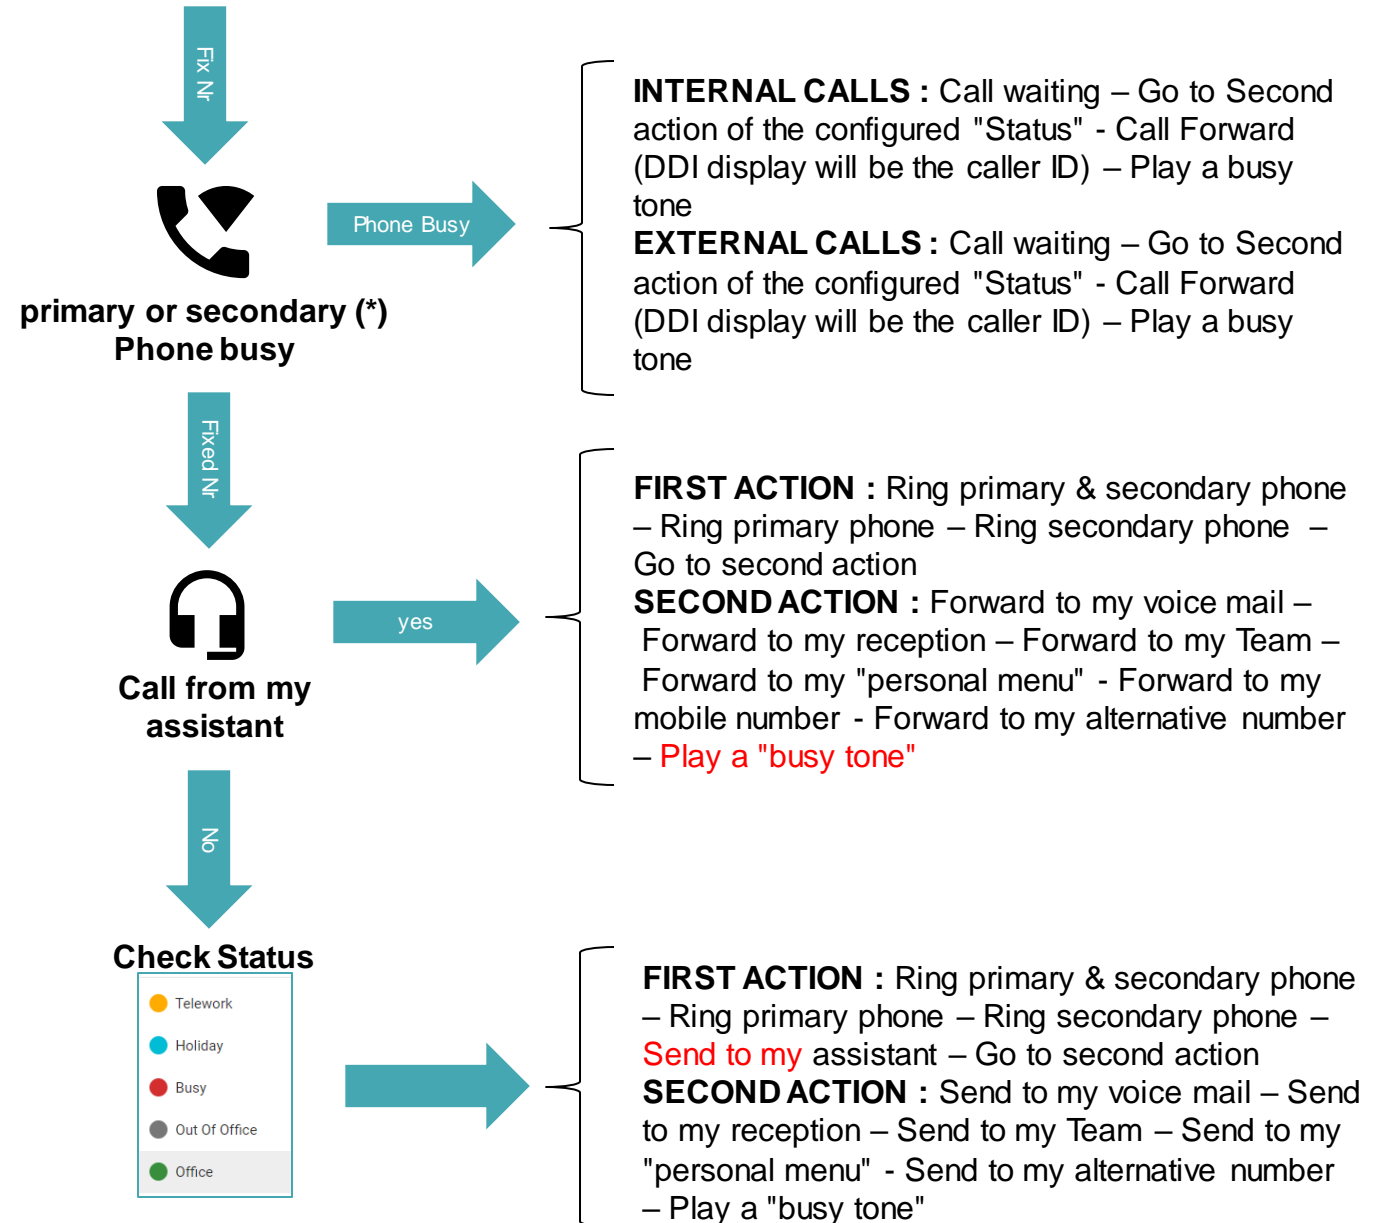 Fix Nr
INTERNAL CALLS : Call waiting – Go to Second
action of the configured "Status" - Call Forward
(DDI display will be the caller ID) – Play a busy
tone
EXTERNAL CALLS : Call waiting – Go to Second
action of the configured "Status" - Call Forward
(DDI display will be the caller ID) – Play a busy
tone
Phone Busy
primary or secondary (*)
Phone busy
Fixed Nr
FIRST ACTION : Ring primary & secondary phone
– Ring primary phone – Ring secondary phone –
Go to second action
SECOND ACTION : Forward to my voice mail –
Forward to my reception – Forward to my Team –
Forward to my "personal menu" - Forward to my
mobile number - Forward to my alternative number
– Play a "busy tone"
yes
Call from my
assistant
No
Check Status
Telework
Holiday
Busy
Out Of Office
Office
FIRST ACTION : Ring primary & secondary phone
– Ring primary phone – Ring secondary phone –
Send to my assistant – Go to second action
SECOND ACTION : Send to my voice mail – Send
to my reception – Send to my Team – Send to my
"personal menu" - Send to my alternative number
– Play a "busy tone"